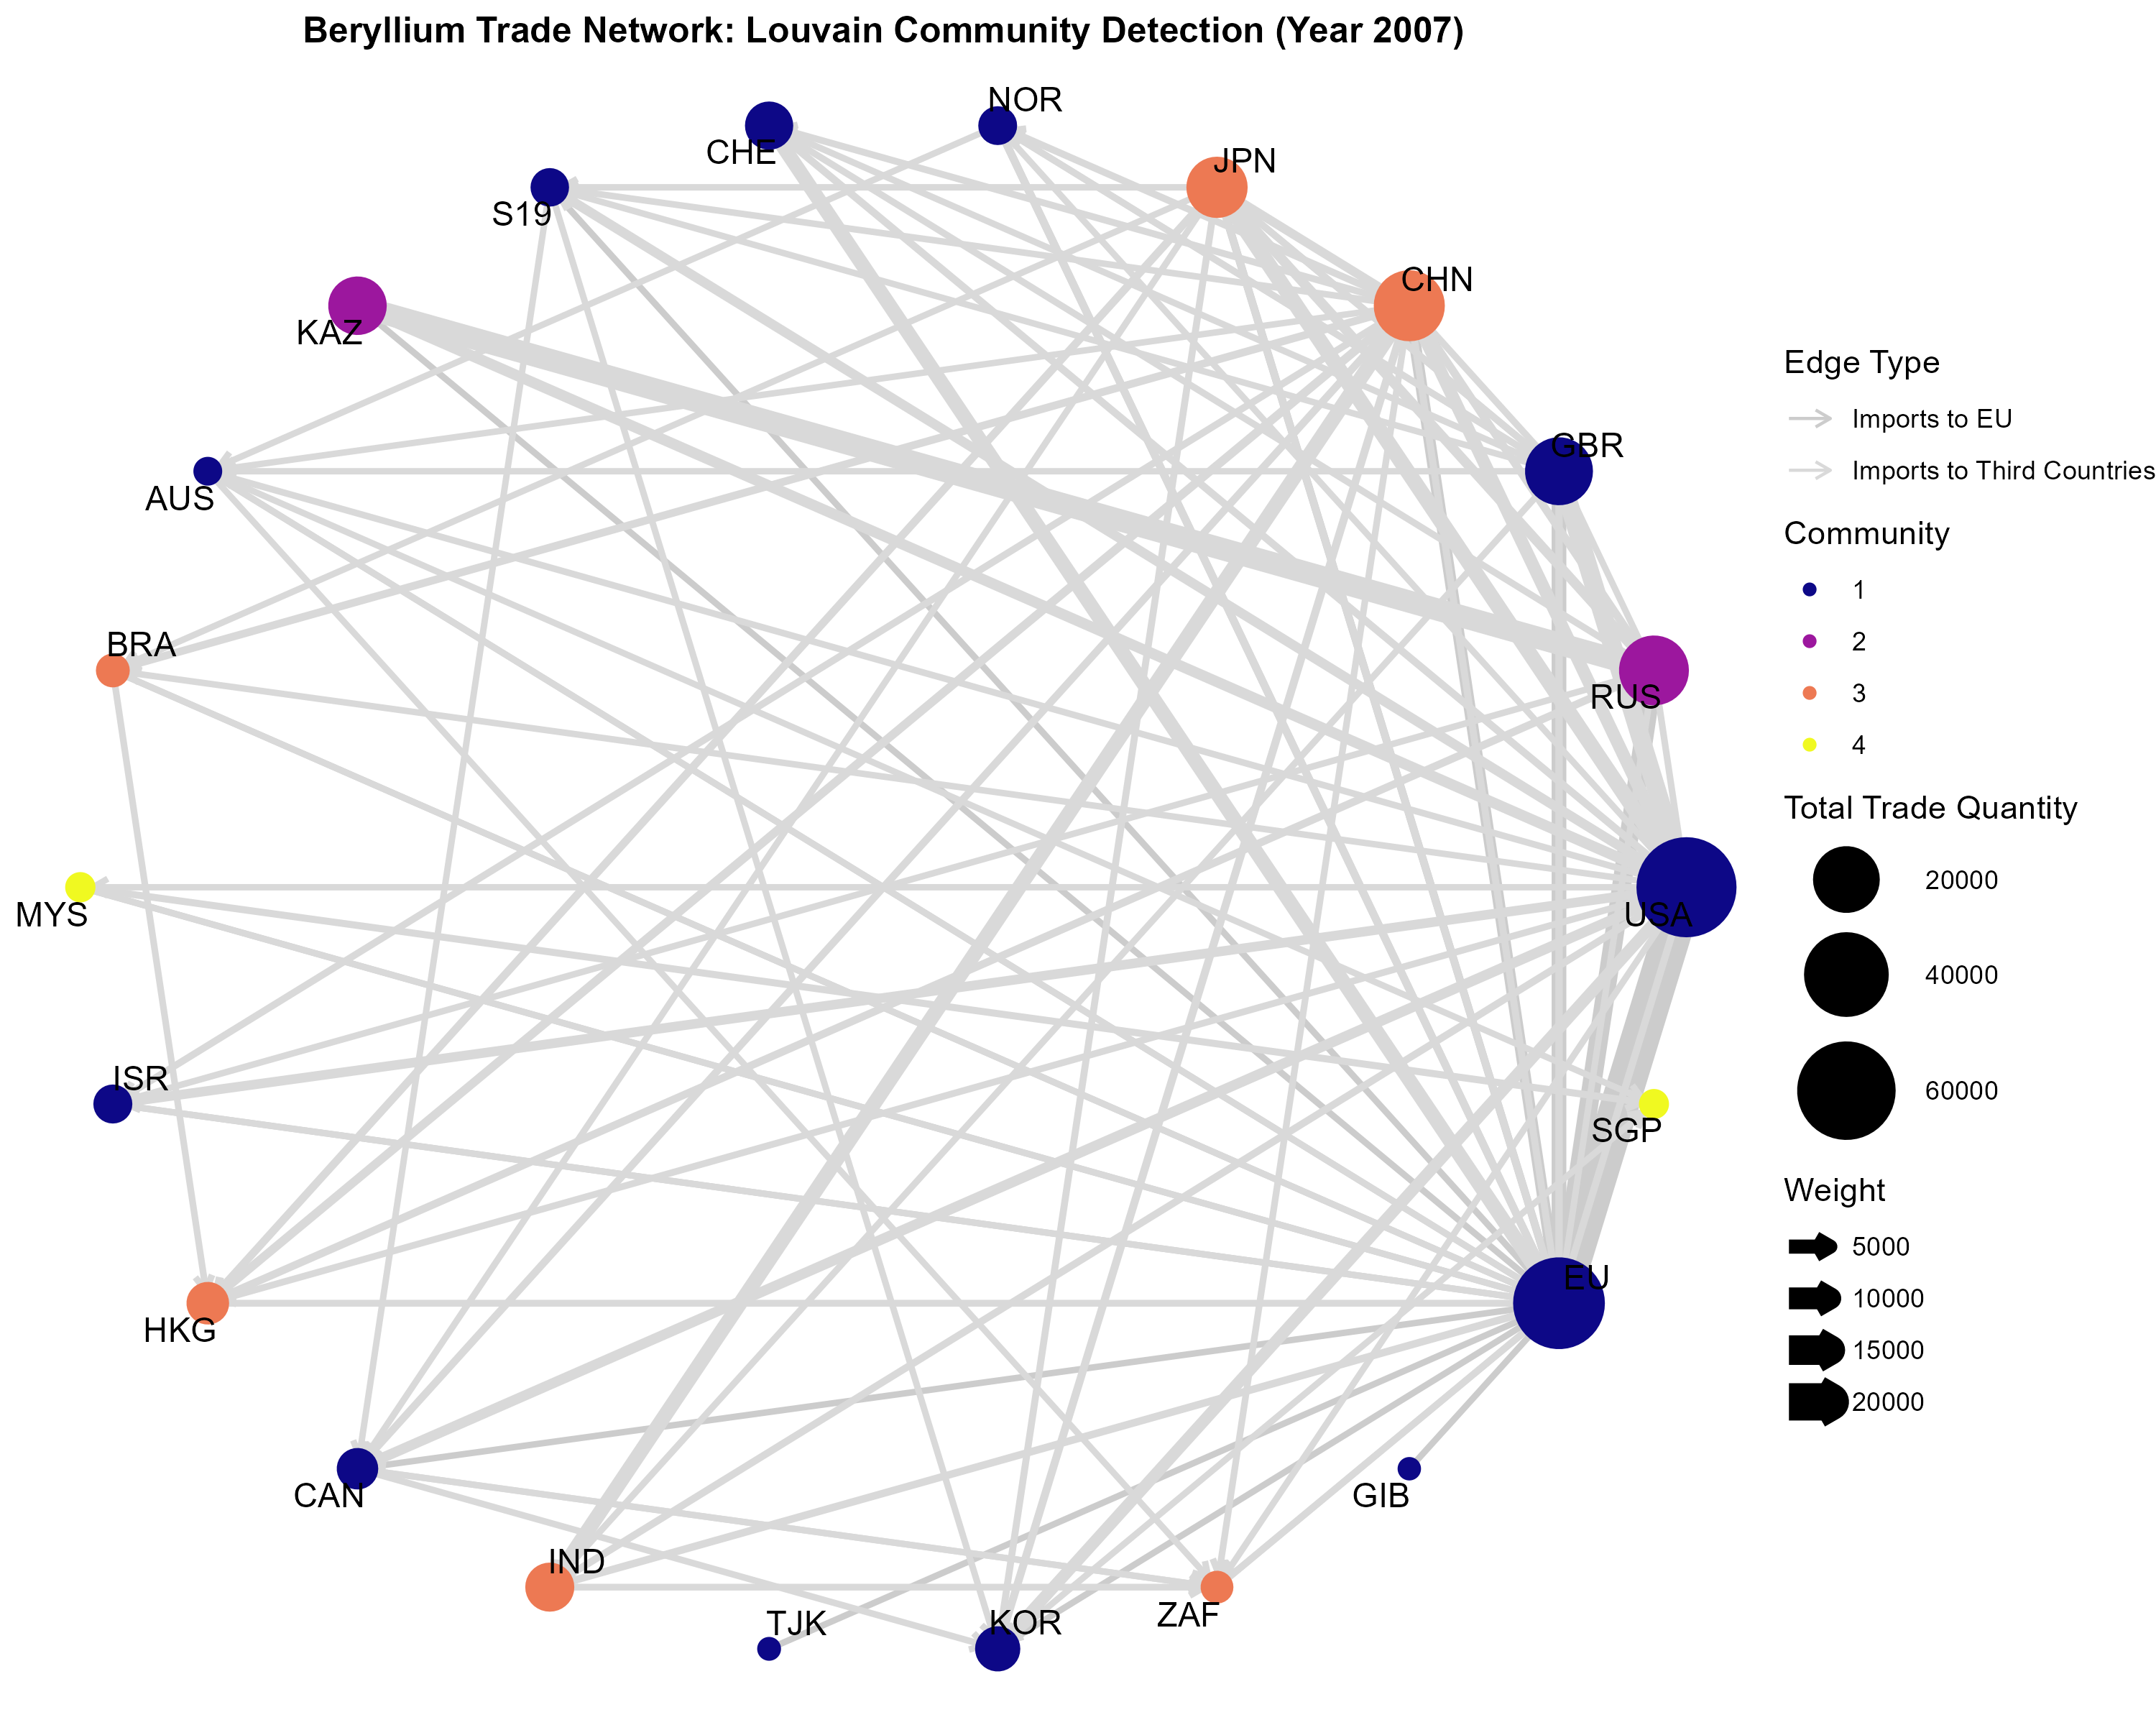 Beryllium Trade Network: Louvain Community Detection (Year 2007)
NOR
CHE
JPN
S19
CHN
KAZ
GBR
AUS
BRA
RUS
USA
MYS
ISR
SGP
EU
HKG
CAN
GIB
IND
TJK
KOR
ZAF
Edge Type
Imports to EU
Imports to Third Countries
Community
1
2
3
4
Total Trade Quantity
20000
40000
60000
Weight
5000
10000
15000
20000